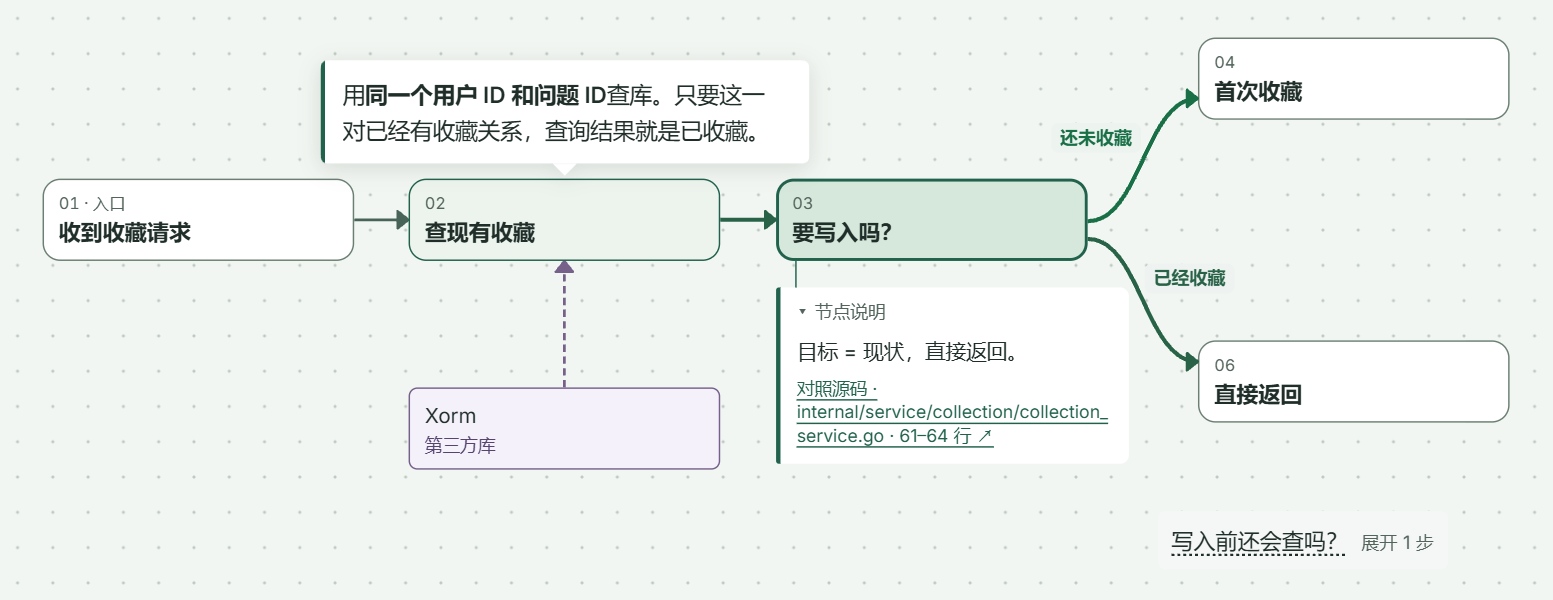 用同一个用户 ID 和问题 ID查库。只要这一
对已经有收藏关系，查询结果就是已收藏。
01 · 入口
收到收藏请求
02
查现有收藏
03
要写入吗？
还未收藏
04
首次收藏
已经收藏
06
直接返回
Xorm
第三方库
▾ 节点说明
目标 = 现状，直接返回。
对照源码 ·
internal/service/collection/collection_
service.go · 61–64 行 ↗
写入前还会查吗？ 展开 1 步